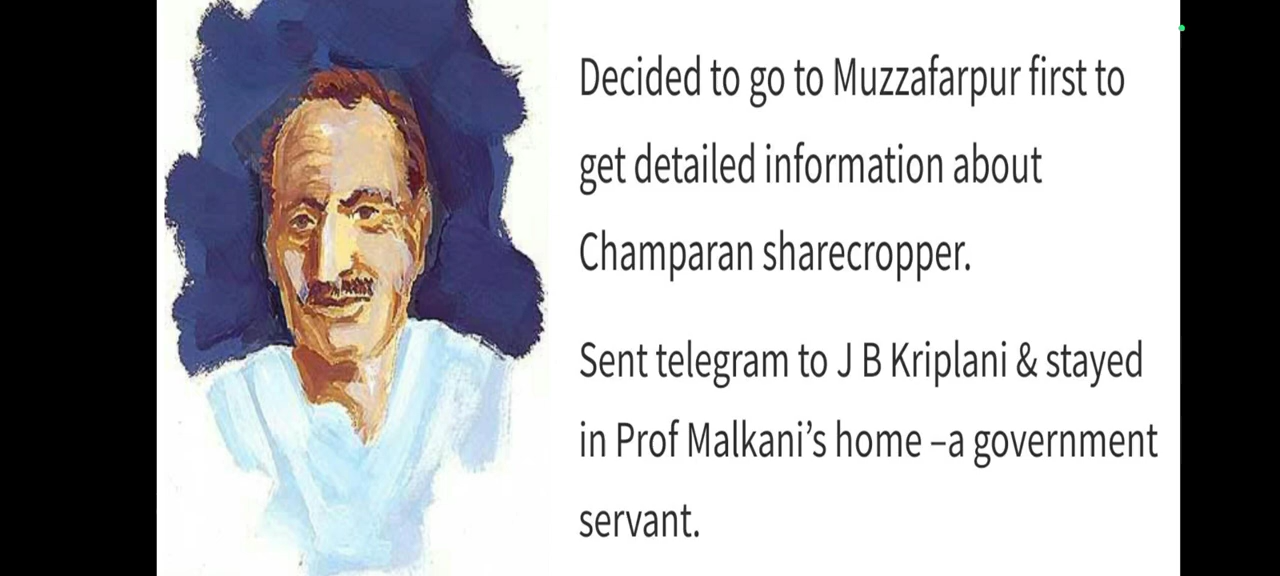 Decided to go to Muzzafarpur first to
get detailed information about
Champaran sharecropper.
Sent telegram to J B Kriplani & stayed
in Prof Malkani’s home –a government
servant.